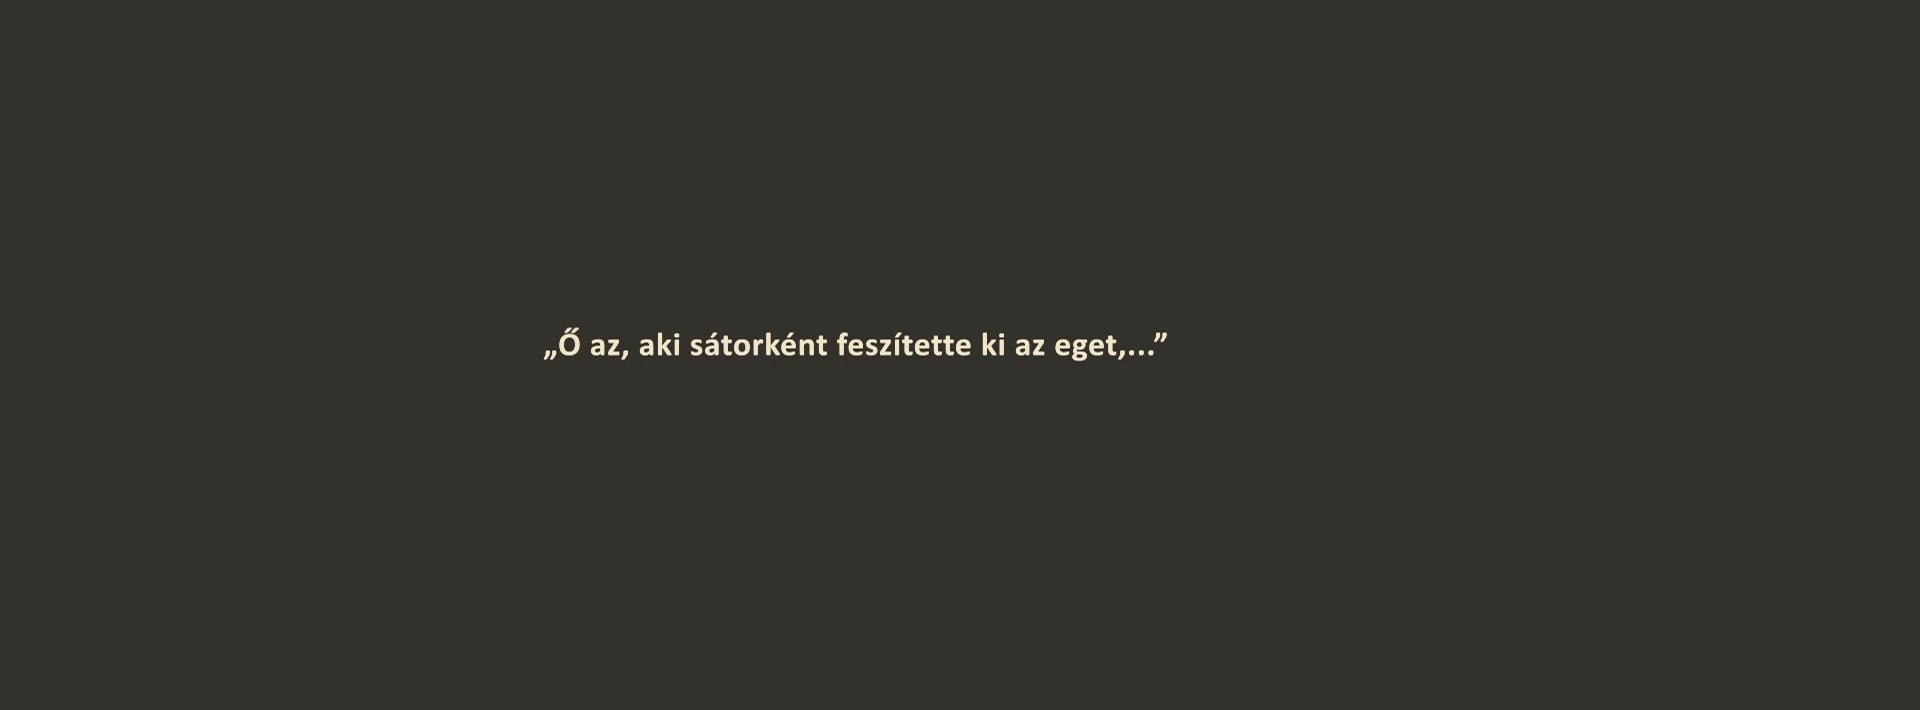 „Ő az, aki sátorként feszítette ki az eget,...”